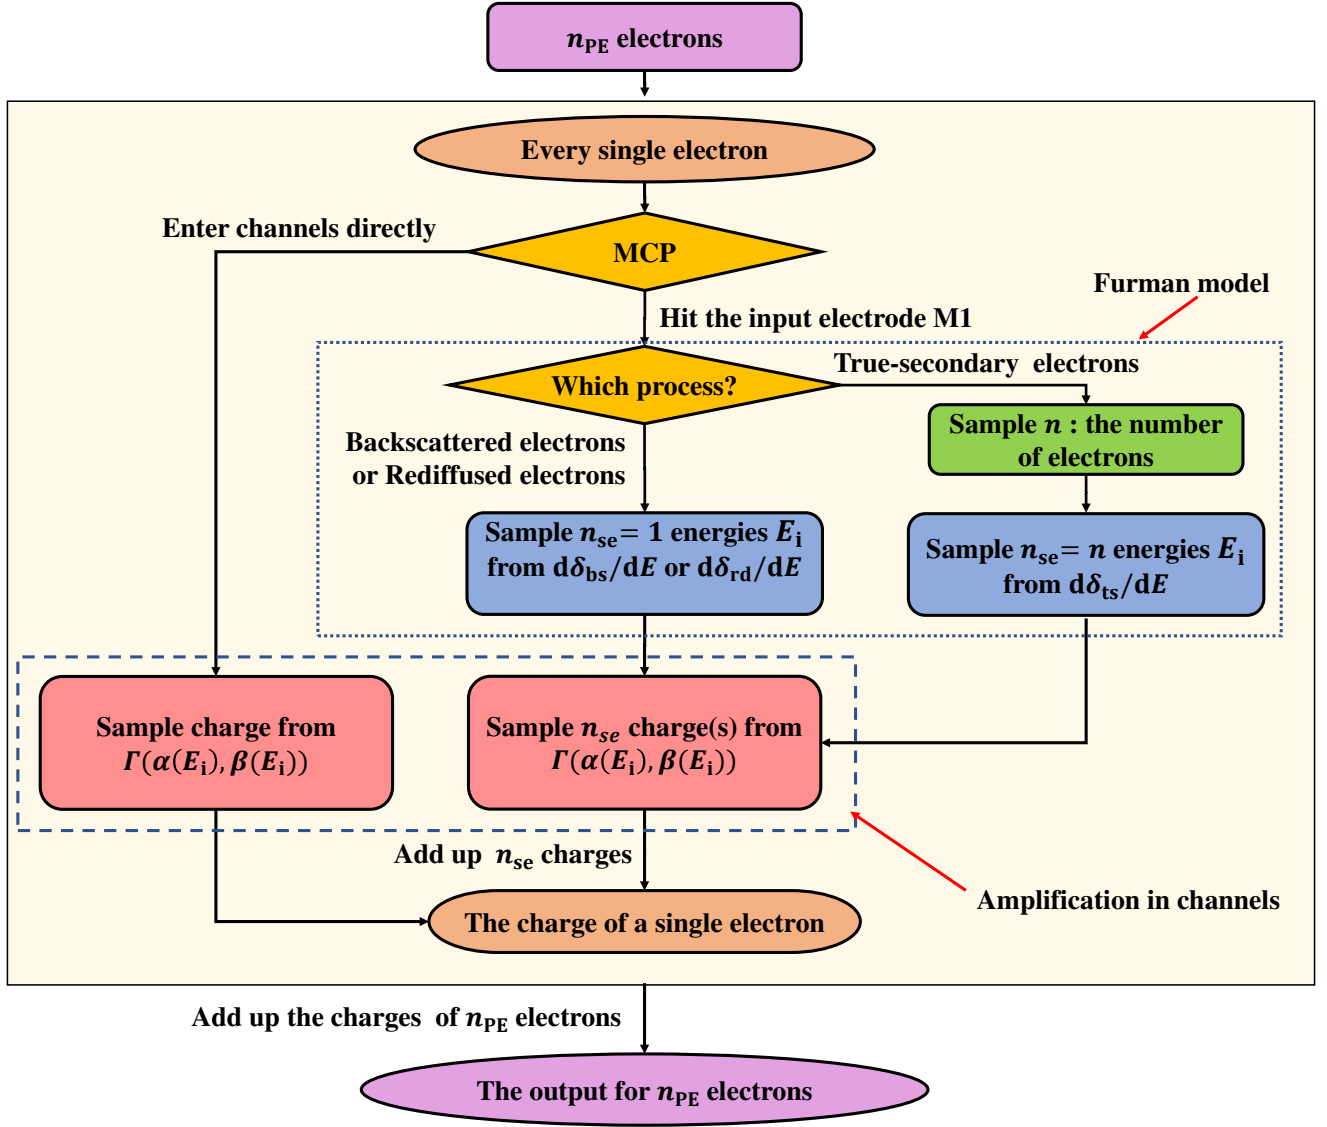 n_PE electrons
Every single electron
Enter channels directly
MCP
Furman model
Hit the input electrode M1
True-secondary electrons
Which process?
Sample n : the number
of electrons
Backscattered electrons
or Rediffused electrons
Sample n_se = 1 energies E_i
from dδ_bs/dE or dδ_rd/dE
Sample n_se = n energies E_i
from dδ_ts/dE
Sample charge from
Γ(α(E_i), β(E_i))
Sample n_se charge(s) from
Γ(α(E_i), β(E_i))
Add up n_se charges
Amplification in channels
The charge of a single electron
Add up the charges of n_PE electrons
The output for n_PE electrons